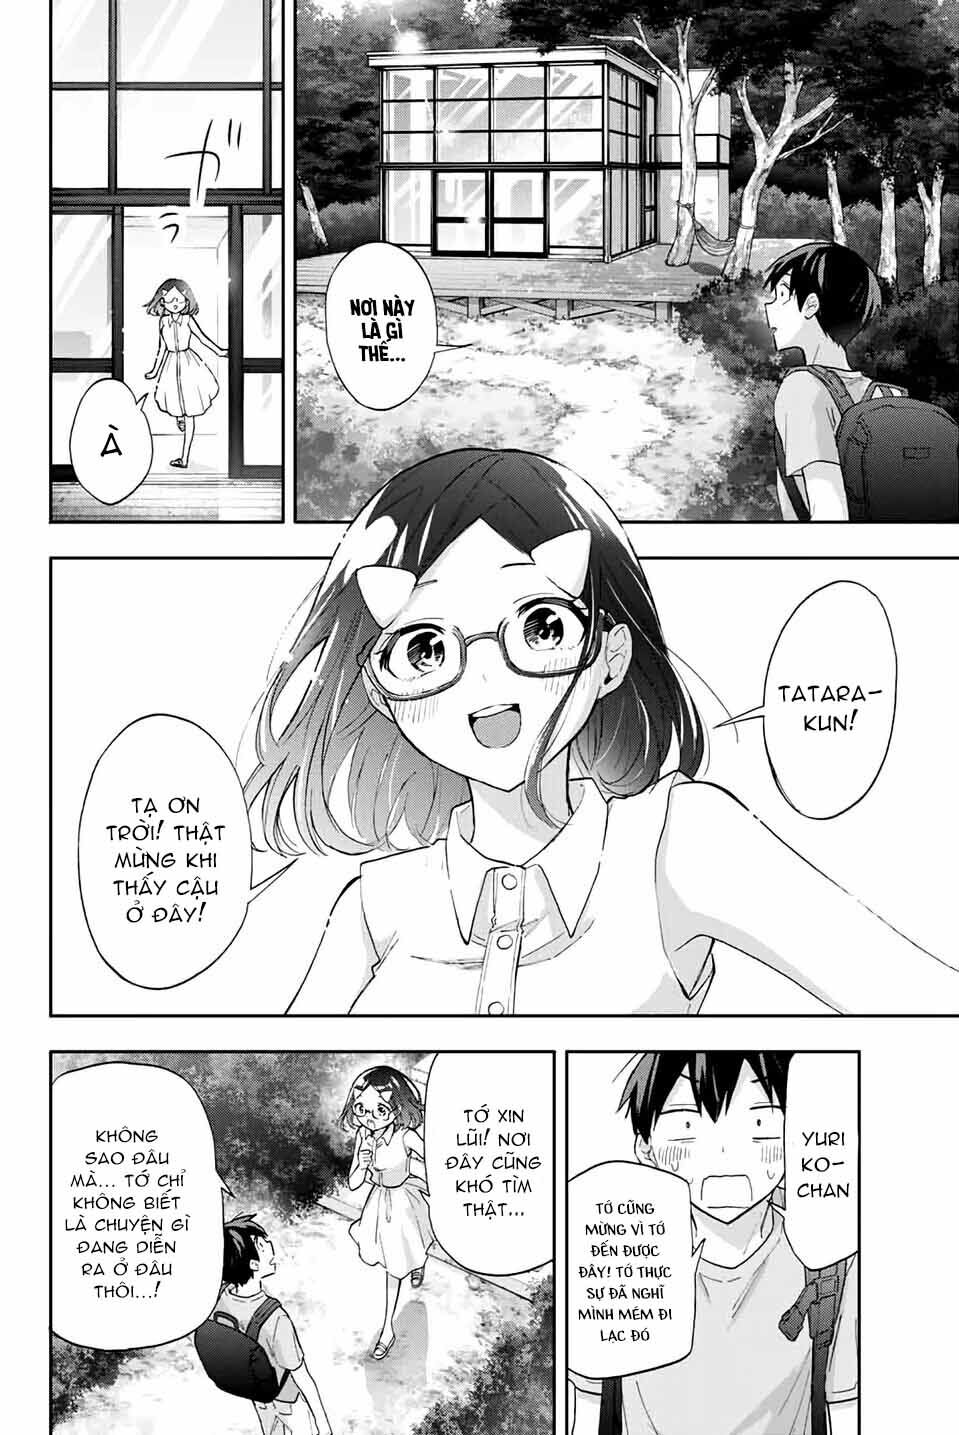 NƠI NÀY
LÀ GÌ
THẾ...
ガ
ラ
À
TATARA-
KUN!
TẠ ƠN
TRỜI! THẬT
MỪNG KHI
THẤY CẬU
Ở ĐÂY!
YURI
KO-
CHAN
TỚ CŨNG
MỪNG VÌ TỚ
ĐẾN ĐƯỢC
ĐÂY! TỚ THỰC
SỰ ĐÃ NGHĨ
MÌNH MÉM ĐI
LẠC ĐÓ
TỚ XIN
LŨI! NƠI
ĐÂY CŨNG
KHÓ TÌM
THẬT...
KHÔNG
SAO ĐÂU
MÀ... TỚ CHỈ
KHÔNG BIẾT
LÀ CHUYỆN GÌ
ĐANG DIỄN
RA Ở ĐÂU
THÔI...!